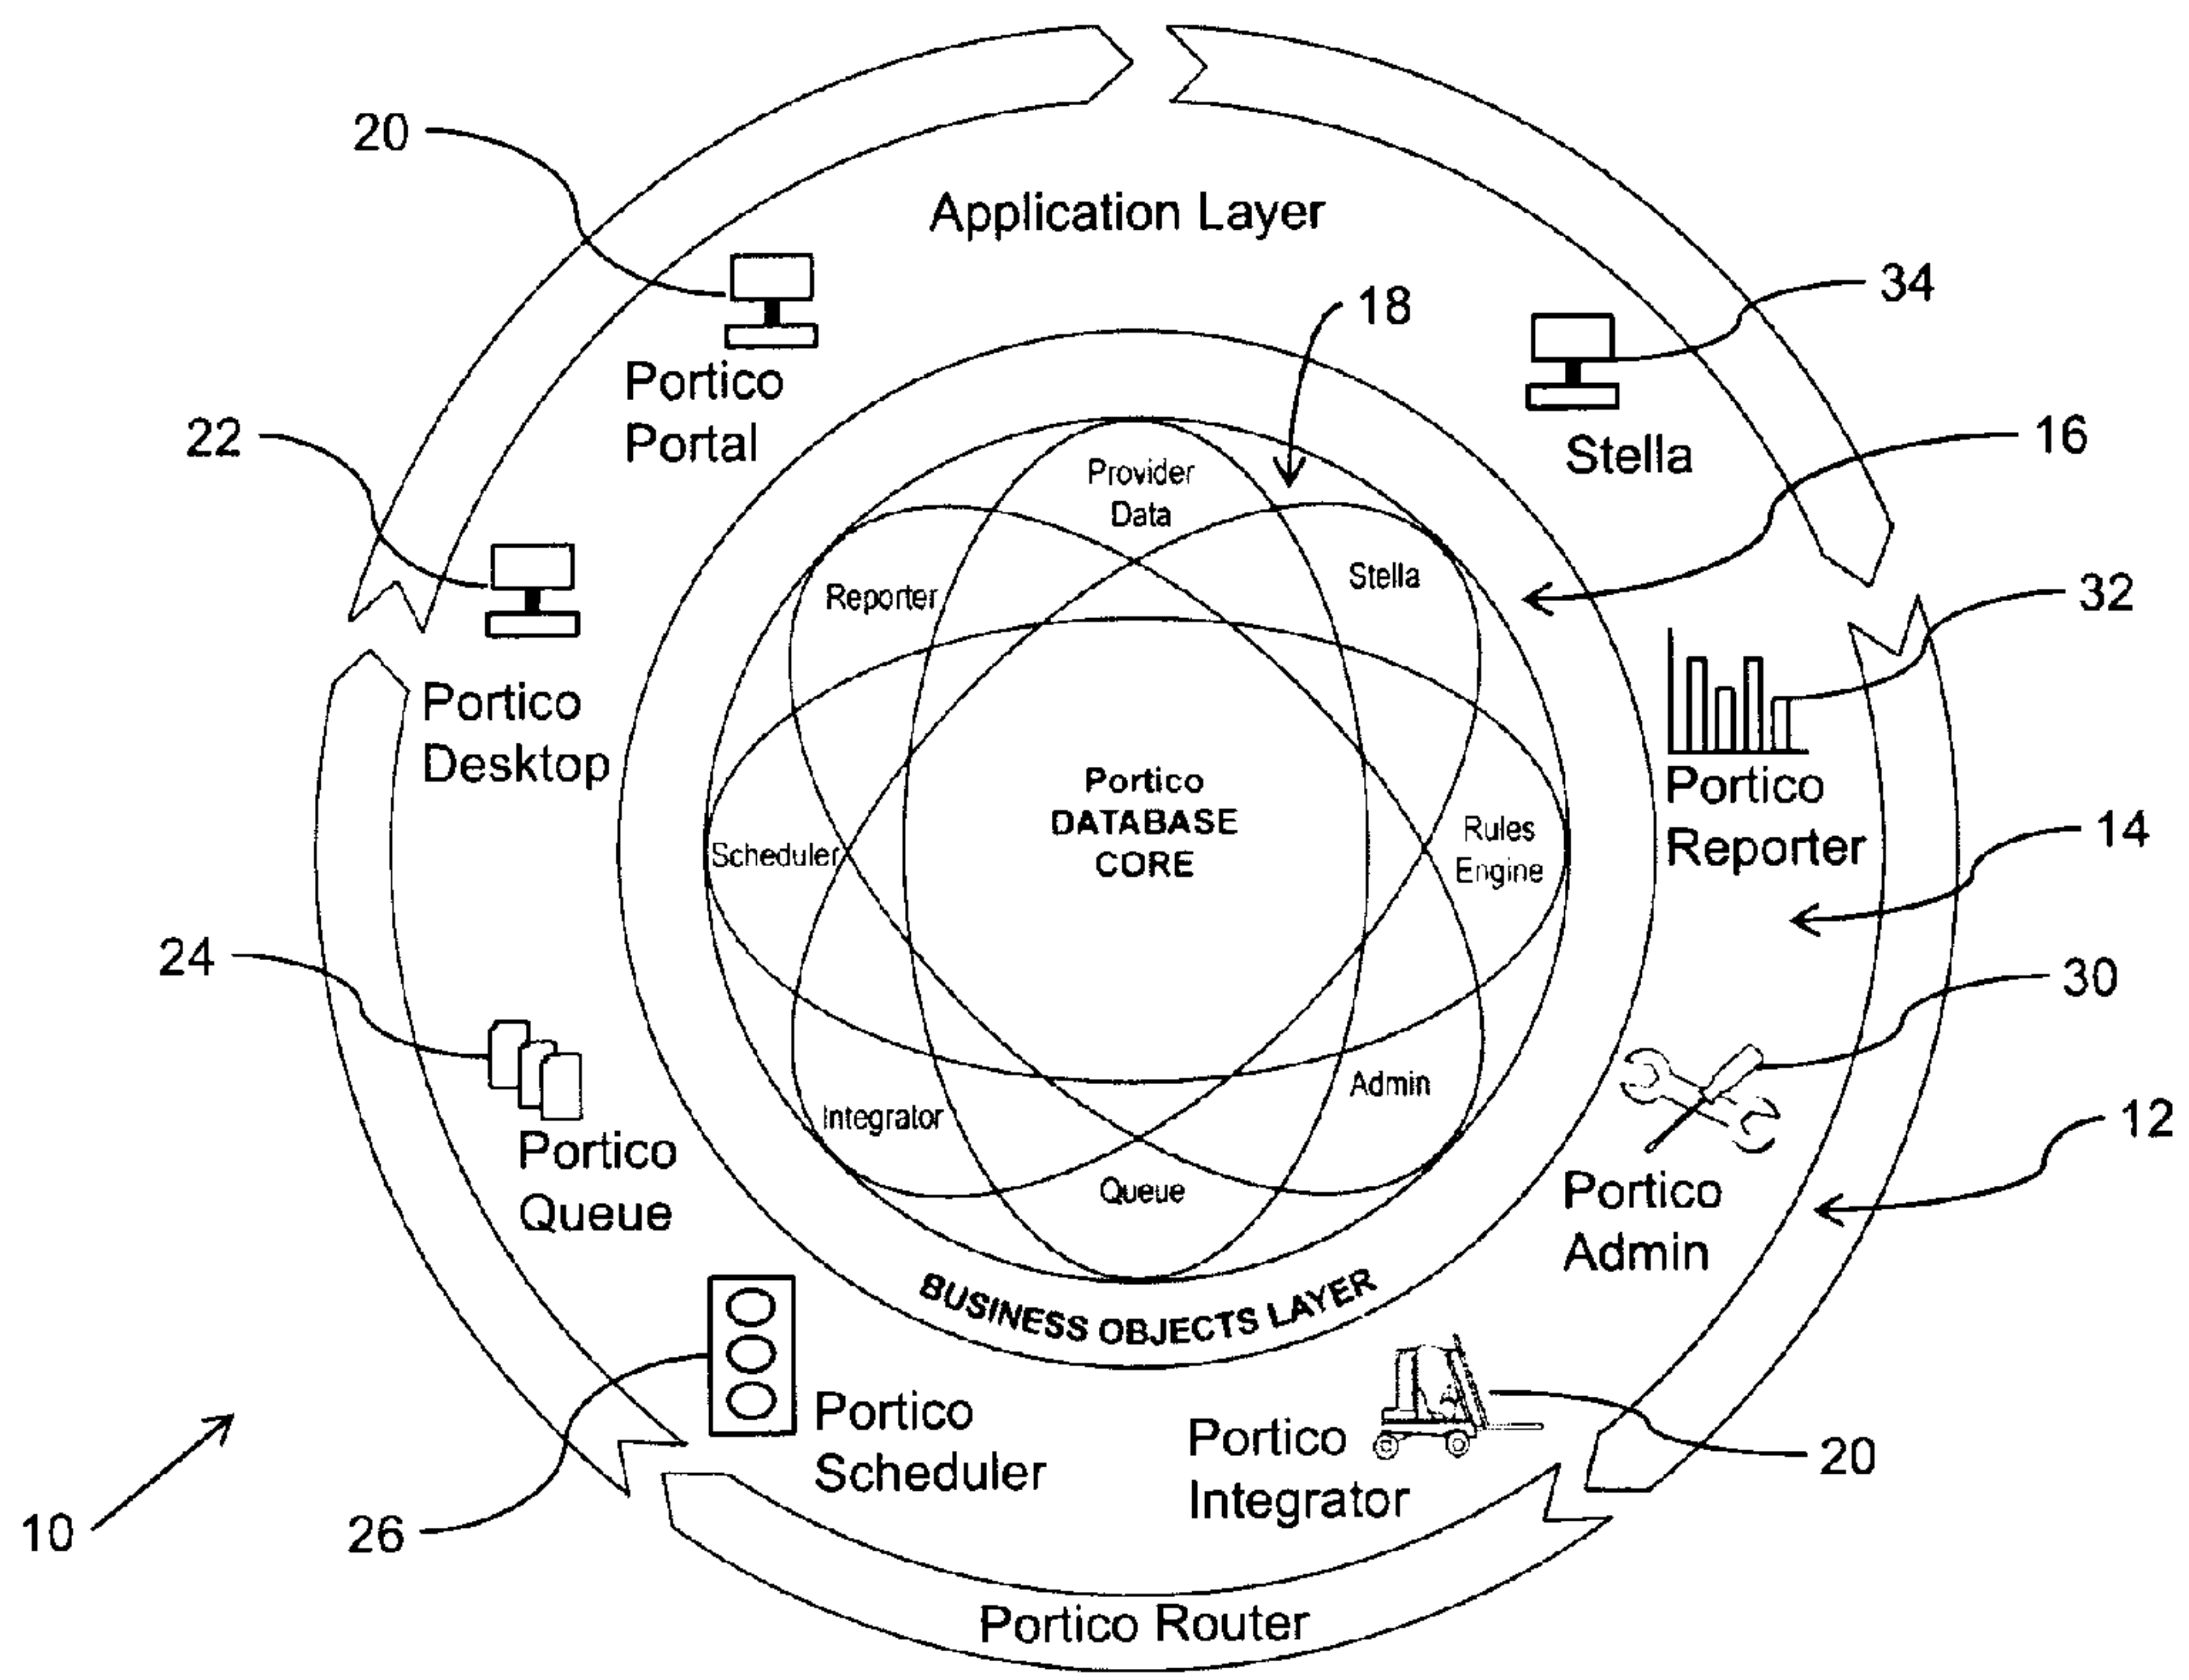 20
Application Layer
34
18
Portico
Portal
22
Stella
16
Provider
Data
Stella
Reporter
32
Portico
Desktop
Portico
DATABASE
CORE
Portico
Reporter
14
Scheduler
Rules
Engine
24
30
Admin
Integrator
12
Portico
Queue
Queue
Portico
Admin
BUSINESS OBJECTS LAYER
Portico
Scheduler
Portico
Integrator
20
10
26
Portico Router